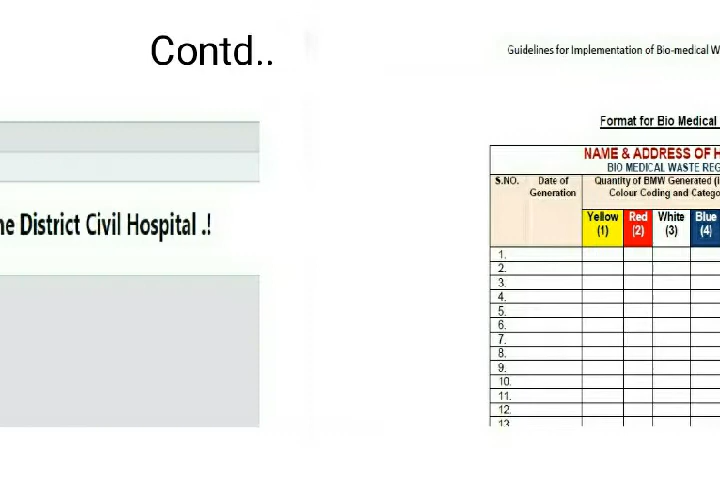 Contd..
ne District Civil Hospital .!
Guidelines for Implementation of Bio-medical W
Format for Bio Medical
NAME & ADDRESS OF H
BIO MEDICAL WASTE REG
S.NO. Date of Generation Quantity of BMW Generated (i
Colour Coding and Catego
Yellow Red White Blue
(1) (2) (3) (4)
1.
2.
3.
4.
5.
6.
7.
8.
9.
10.
11.
12.
13